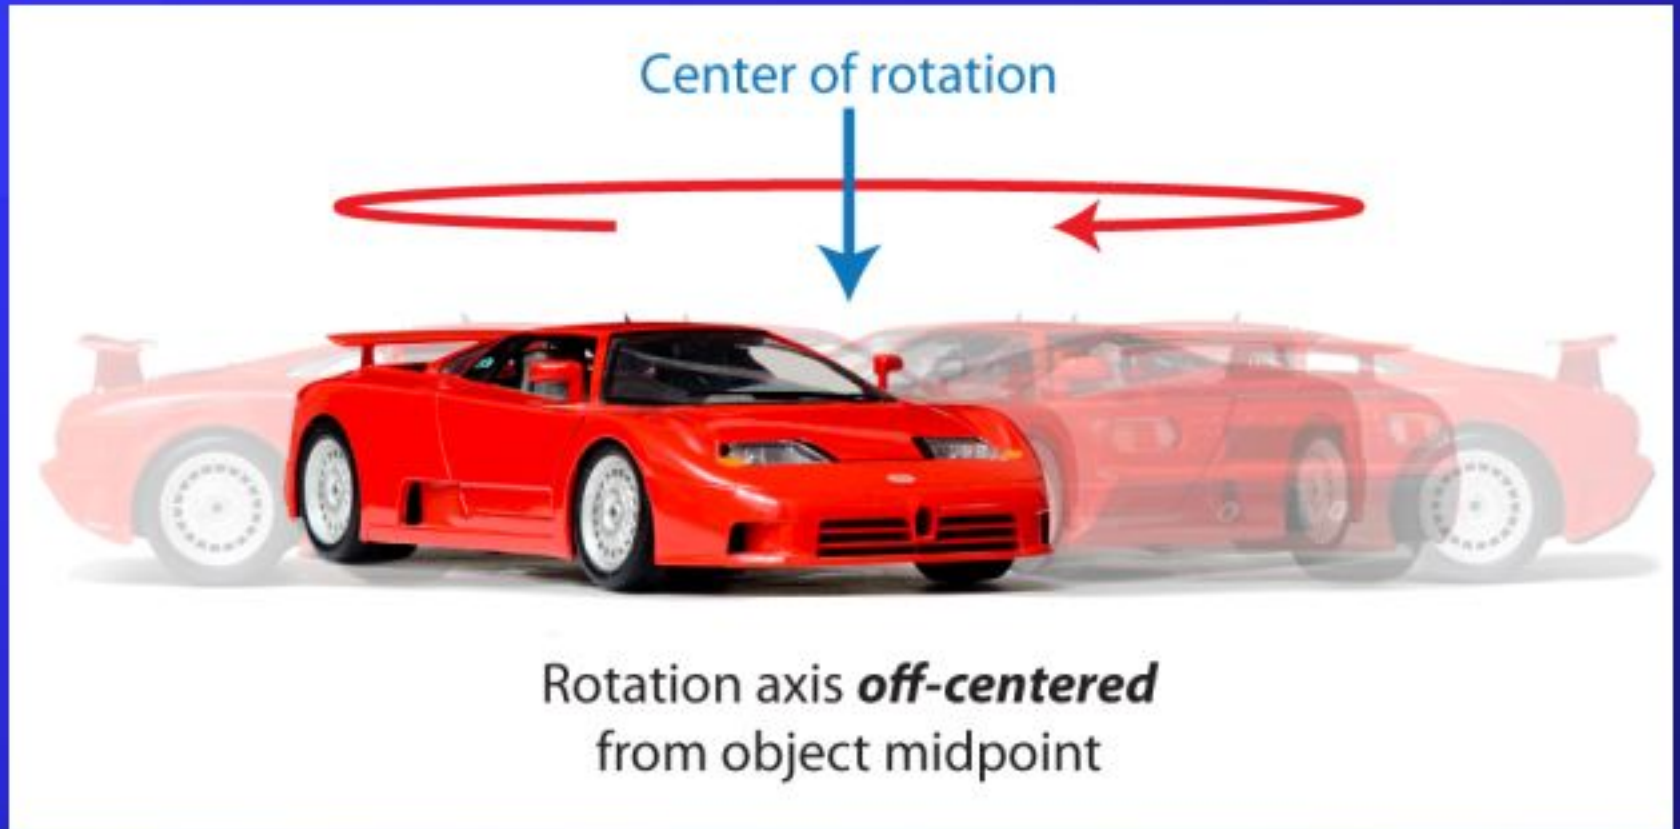 Center of rotation
Rotation axis off-centered
from object midpoint